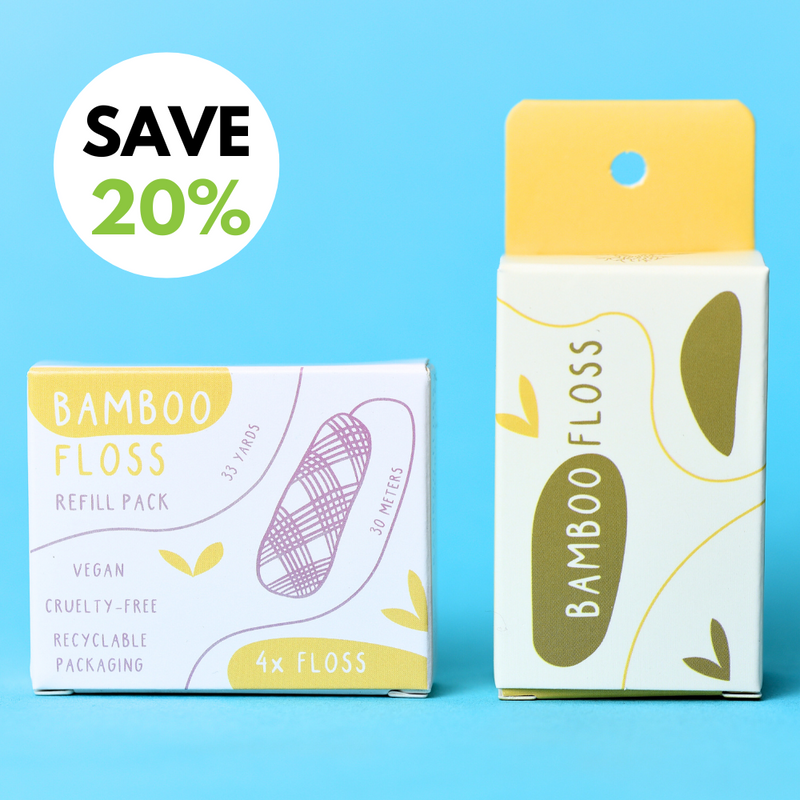 SAVE
20%
BAMBOO
FLOSS
REFILL PACK
33 YARDS
30 METERS
VEGAN
CRUELTY-FREE
RECYCLABLE
PACKAGING
4x FLOSS
BAMBOO FLOSS